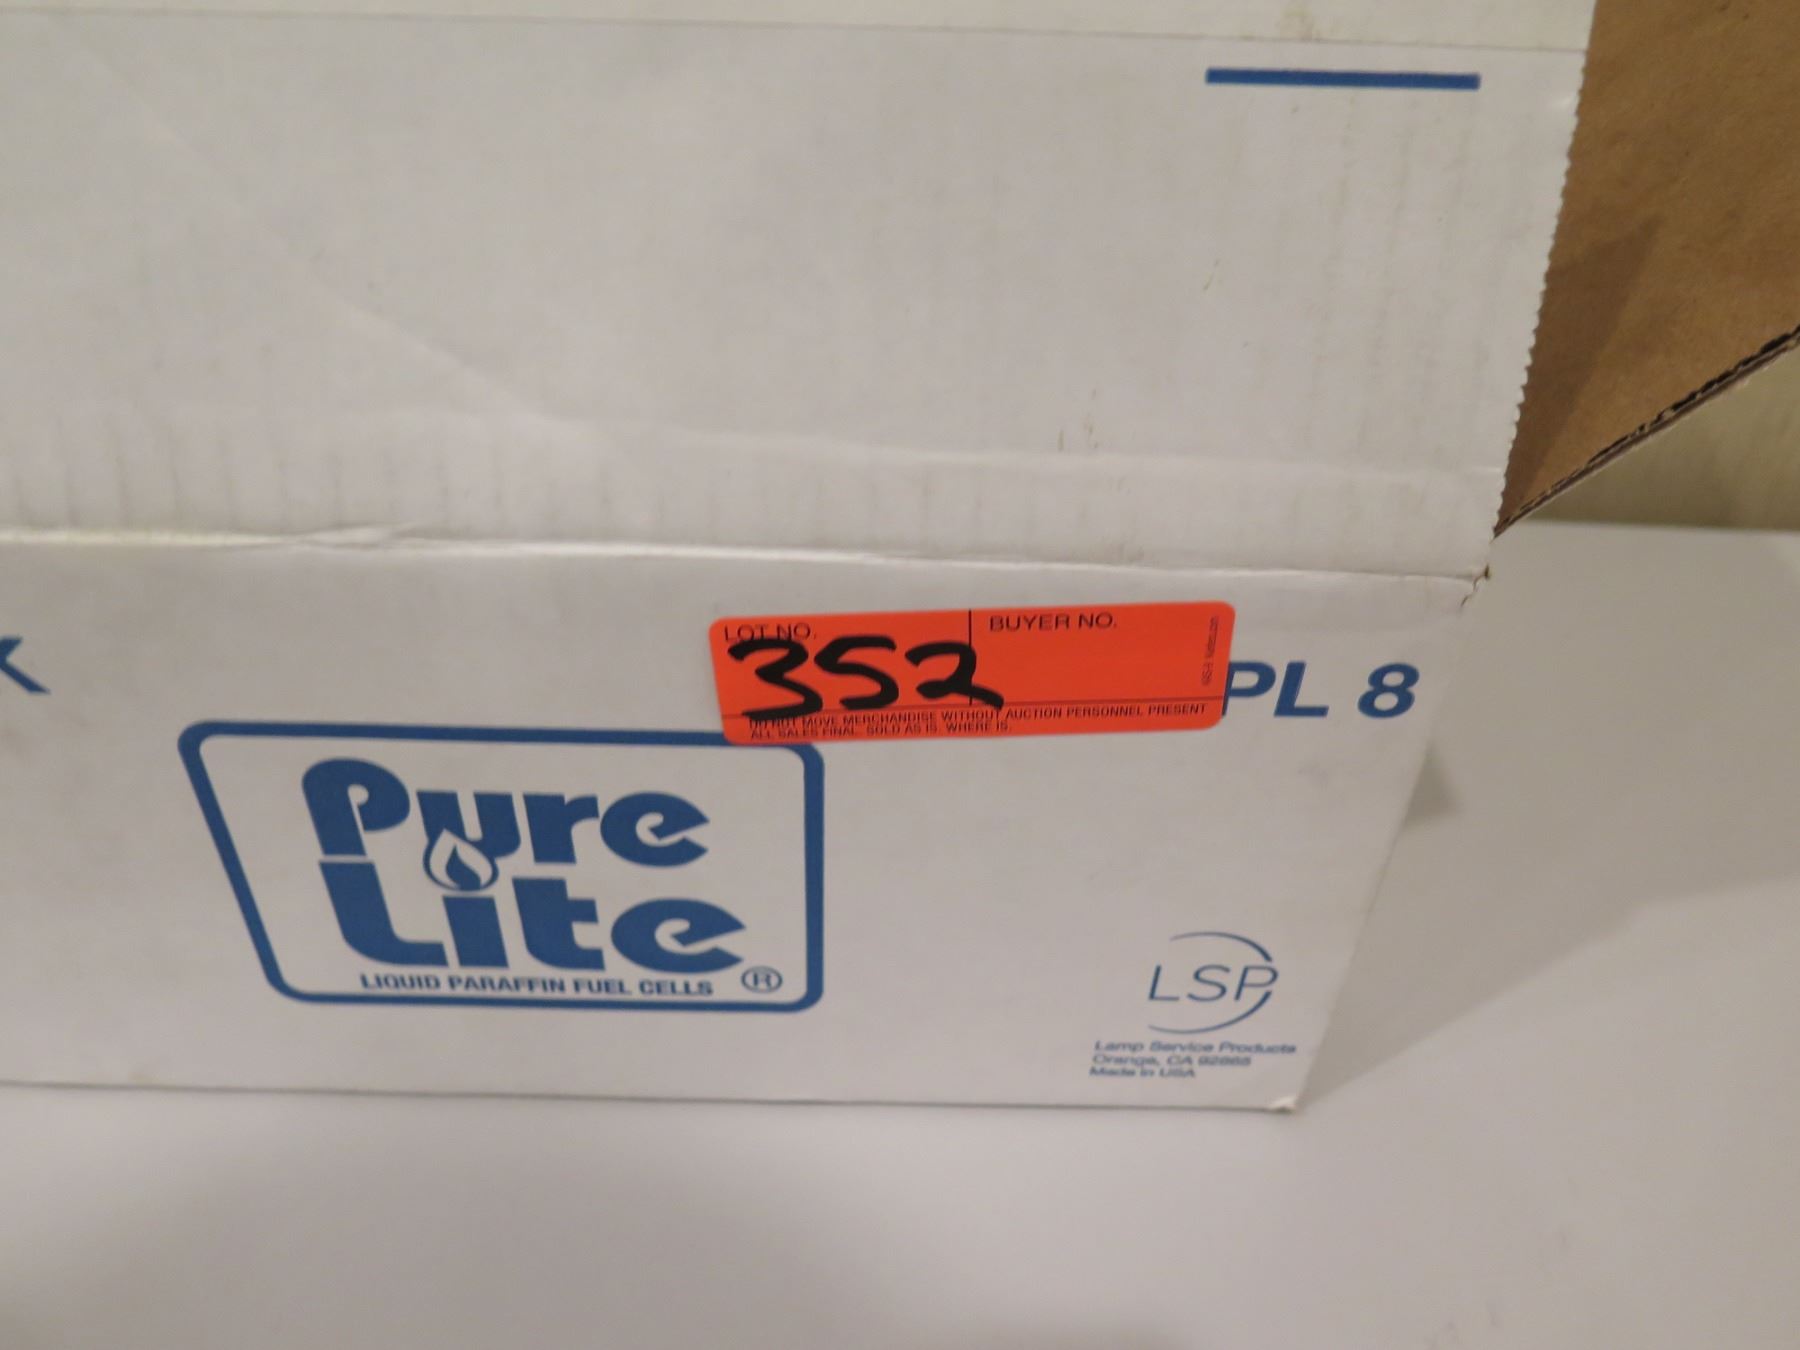 LOT NO.
BUYER NO.
352
DO NOT MOVE MERCHANDISE WITHOUT AUCTION PERSONNEL PRESENT
ALL SALES FINAL SOLD AS IS. WHERE IS.
PL 8
Pure
Lite
LIQUID PARAFFIN FUEL CELLS ®
LSP
Lamp Service Products
Orange, CA 92865
Made in USA